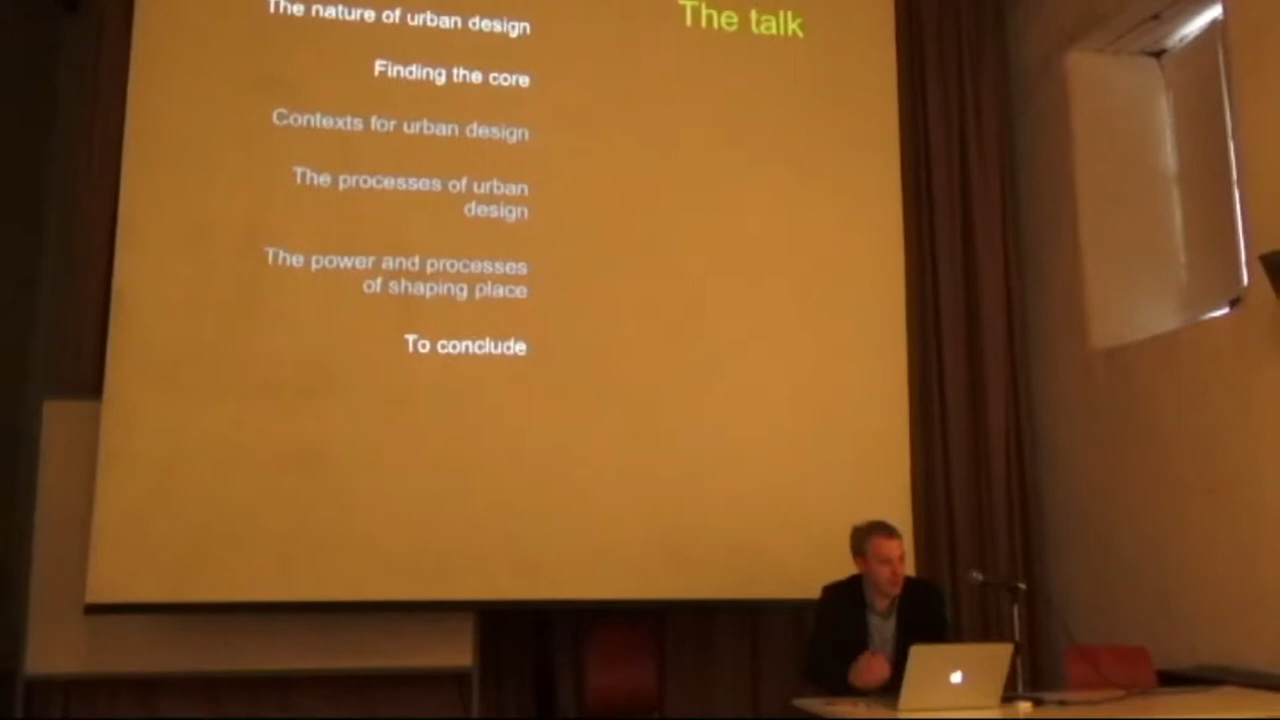 The nature of urban design
The talk
Finding the core
Contexts for urban design
The processes of urban
design
The power and processes
of shaping place
To conclude